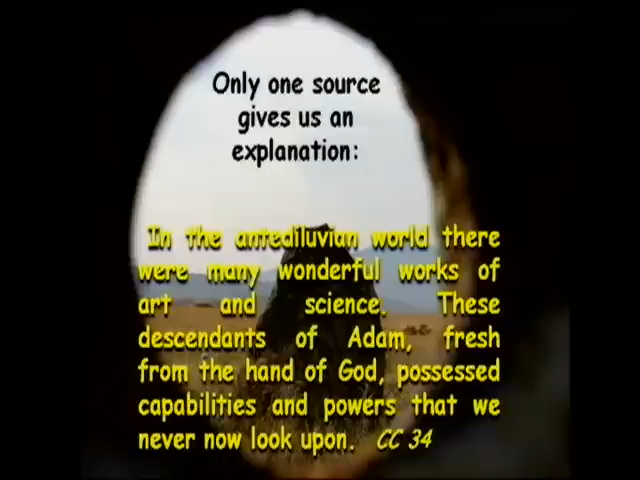 Only one source
gives us an
explanation:
In the antediluvian world there
were many wonderful works of
art and science. These
descendants of Adam, fresh
from the hand of God, possessed
capabilities and powers that we
never now look upon. CC 34